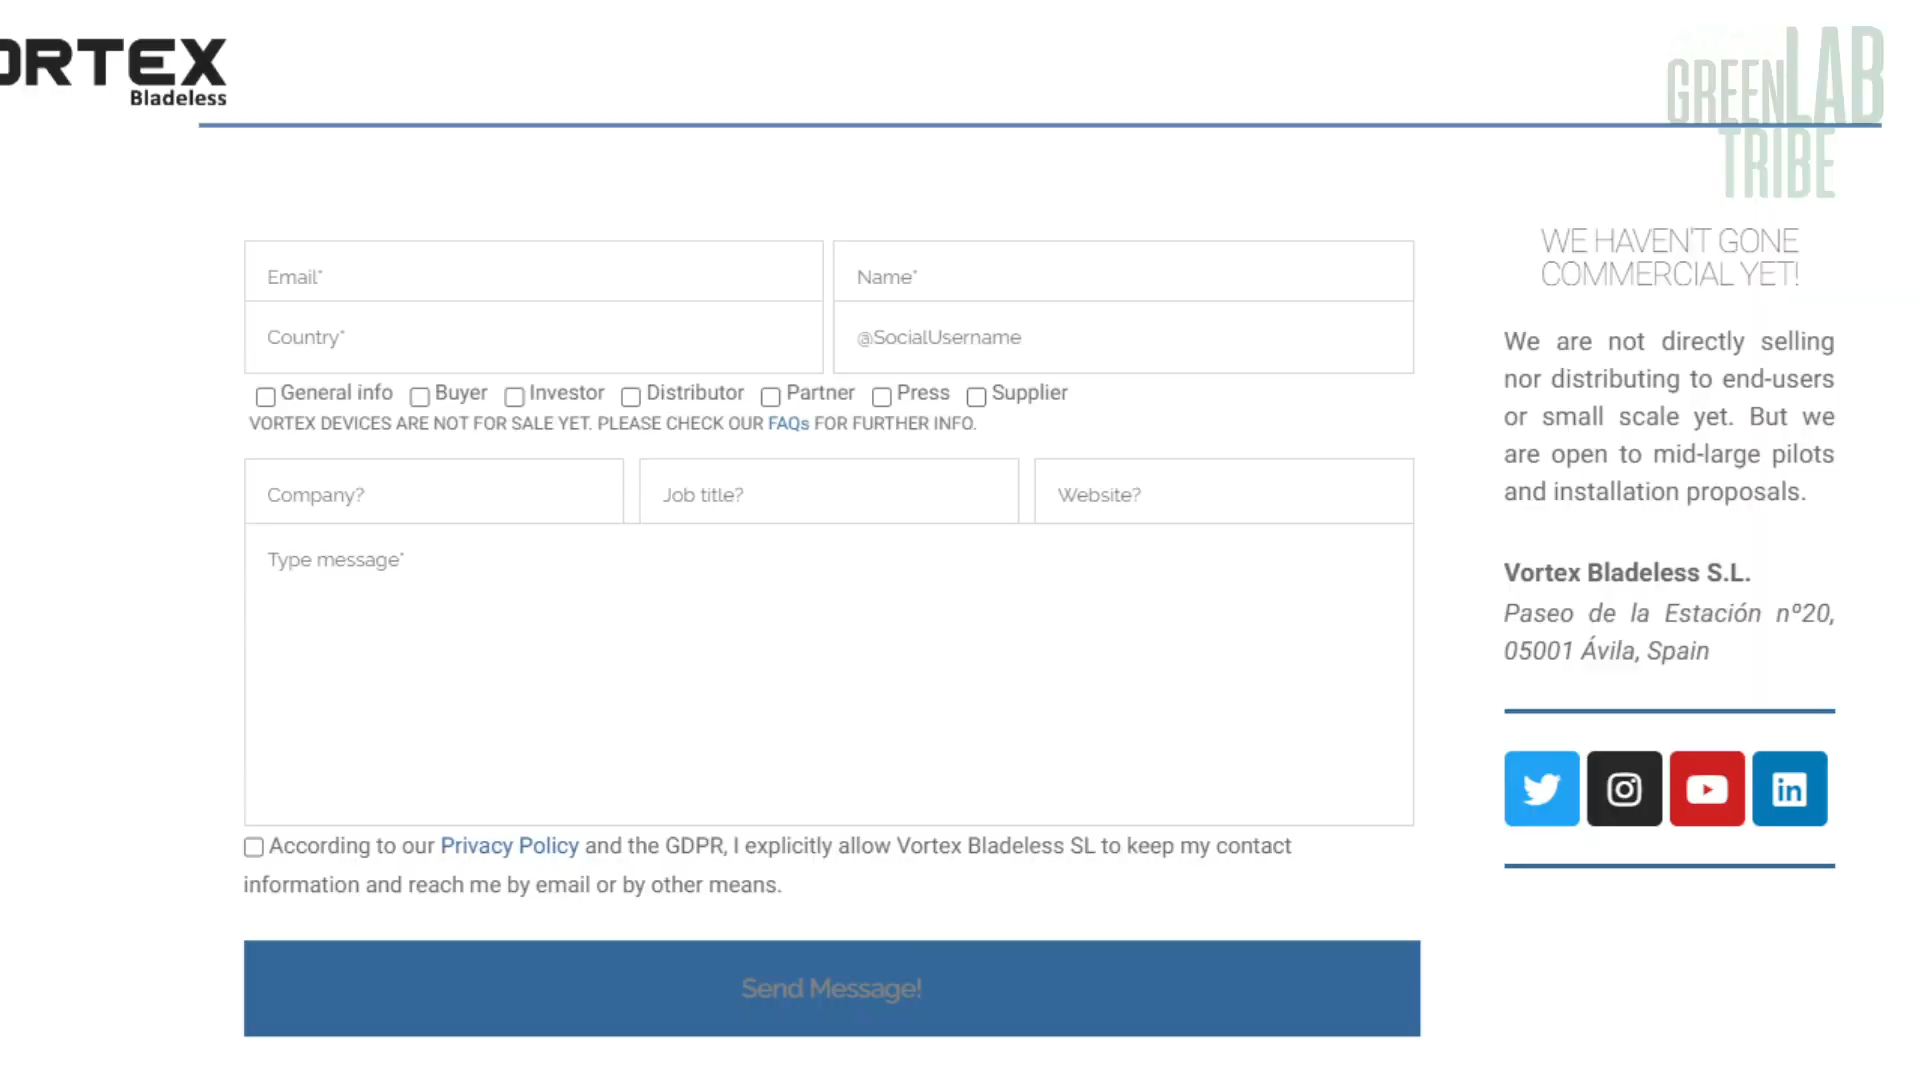 ORTEX
Bladeless
GREENLAB
TRIBE
Email*
Name*
Country*
@SocialUsername
General info Buyer Investor Distributor Partner Press Supplier
VORTEX DEVICES ARE NOT FOR SALE YET. PLEASE CHECK OUR FAQs FOR FURTHER INFO.
Company?
Job title?
Website?
Type message*
According to our Privacy Policy and the GDPR, I explicitly allow Vortex Bladeless SL to keep my contact
information and reach me by email or by other means.
Send Message!
WE HAVEN'T GONE
COMMERCIAL YET!
We are not directly selling
nor distributing to end-users
or small scale yet. But we
are open to mid-large pilots
and installation proposals.
Vortex Bladeless S.L.
Paseo de la Estación nº20,
05001 Ávila, Spain
in